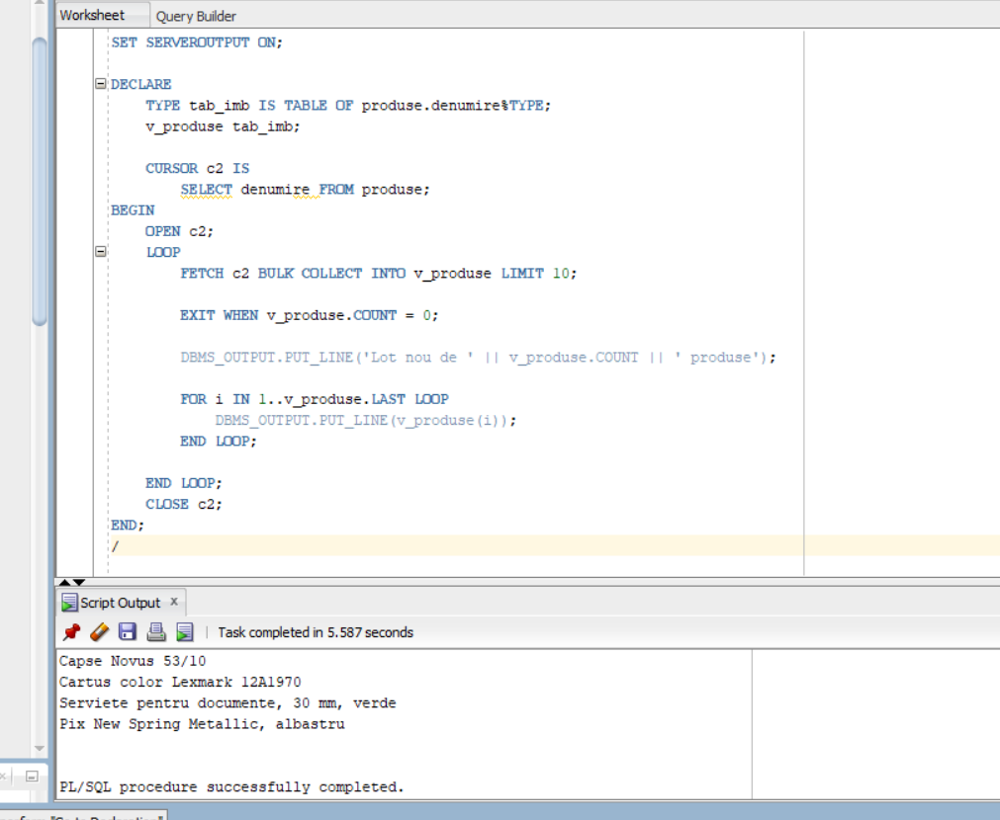 Worksheet Query Builder
SET SERVEROUTPUT ON;
DECLARE
TYPE tab_imb IS TABLE OF produse.denumire%TYPE;
v_produse tab_imb;
CURSOR c2 IS
SELECT denumire FROM produse;
BEGIN
OPEN c2;
LOOP
FETCH c2 BULK COLLECT INTO v_produse LIMIT 10;
EXIT WHEN v_produse.COUNT = 0;
DBMS_OUTPUT.PUT_LINE('Lot nou de ' || v_produse.COUNT || ' produse');
FOR i IN 1..v_produse.LAST LOOP
DBMS_OUTPUT.PUT_LINE(v_produse(i));
END LOOP;
END LOOP;
CLOSE c2;
END;
/
Script Output x
Task completed in 5.587 seconds
Capse Novus 53/10
Cartus color Lexmark 12A1970
Serviete pentru documente, 30 mm, verde
Pix New Spring Metallic, albastru
PL/SQL procedure successfully completed.